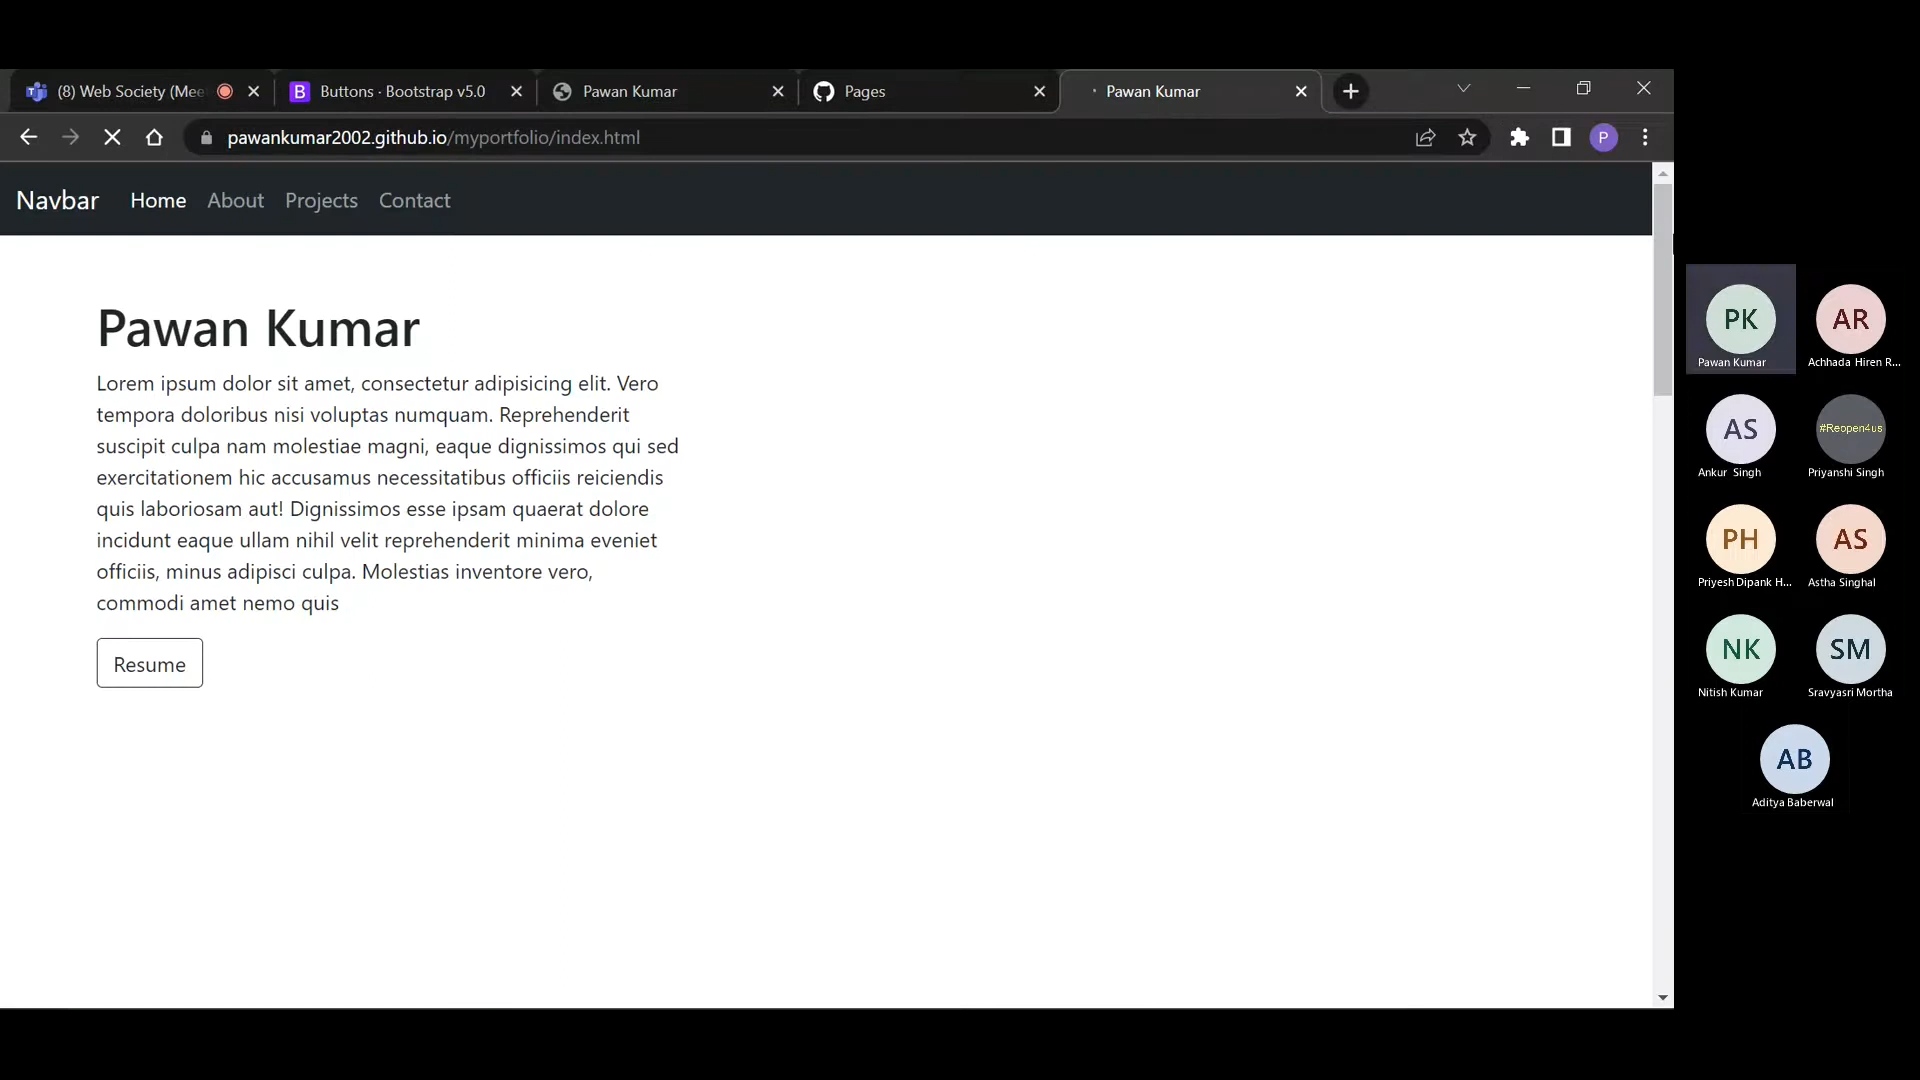 (8) Web Society (Mee
Buttons · Bootstrap v5.0
Pawan Kumar
Pages
Pawan Kumar
pawankumar2002.github.io/myportfolio/index.html
P
Navbar Home About Projects Contact
Pawan Kumar
Lorem ipsum dolor sit amet, consectetur adipisicing elit. Vero
tempora doloribus nisi voluptas numquam. Reprehenderit
suscipit culpa nam molestiae magni, eaque dignissimos qui sed
exercitationem hic accusamus necessitatibus officiis reiciendis
quis laboriosam aut! Dignissimos esse ipsam quaerat dolore
incidunt eaque ullam nihil velit reprehenderit minima eveniet
officiis, minus adipisci culpa. Molestias inventore vero,
commodi amet nemo quis
Resume
PK
Pawan Kumar
AR
Achhada Hiren R...
AS
Ankur Singh
#Reopen4us
Priyanshi Singh
PH
Priyesh Dipank H...
AS
Astha Singhal
NK
Nitish Kumar
SM
Sravyasri Mortha
AB
Aditya Baberwal